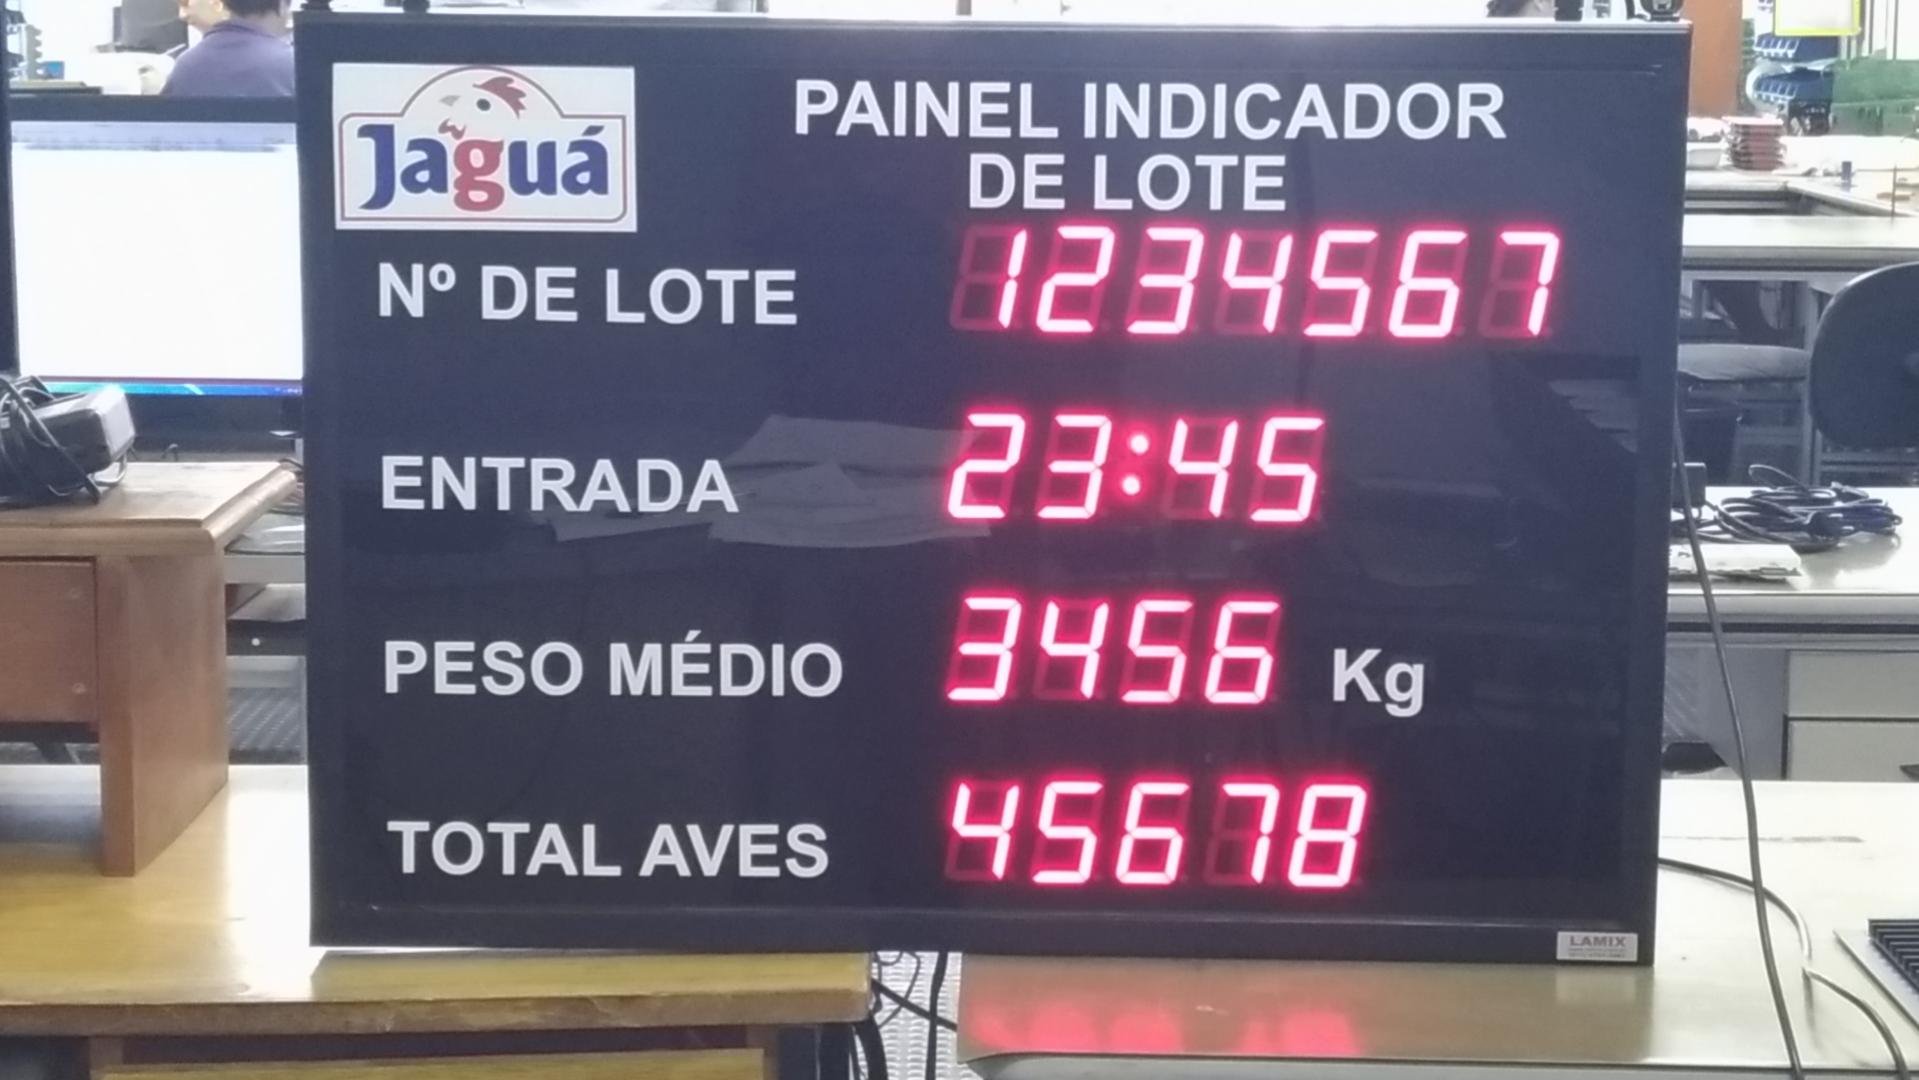 Jaguá
PAINEL INDICADOR
DE LOTE
Nº DE LOTE 1234567
ENTRADA 23:45
PESO MÉDIO 3456 Kg
TOTAL AVES 45678
LAMIX